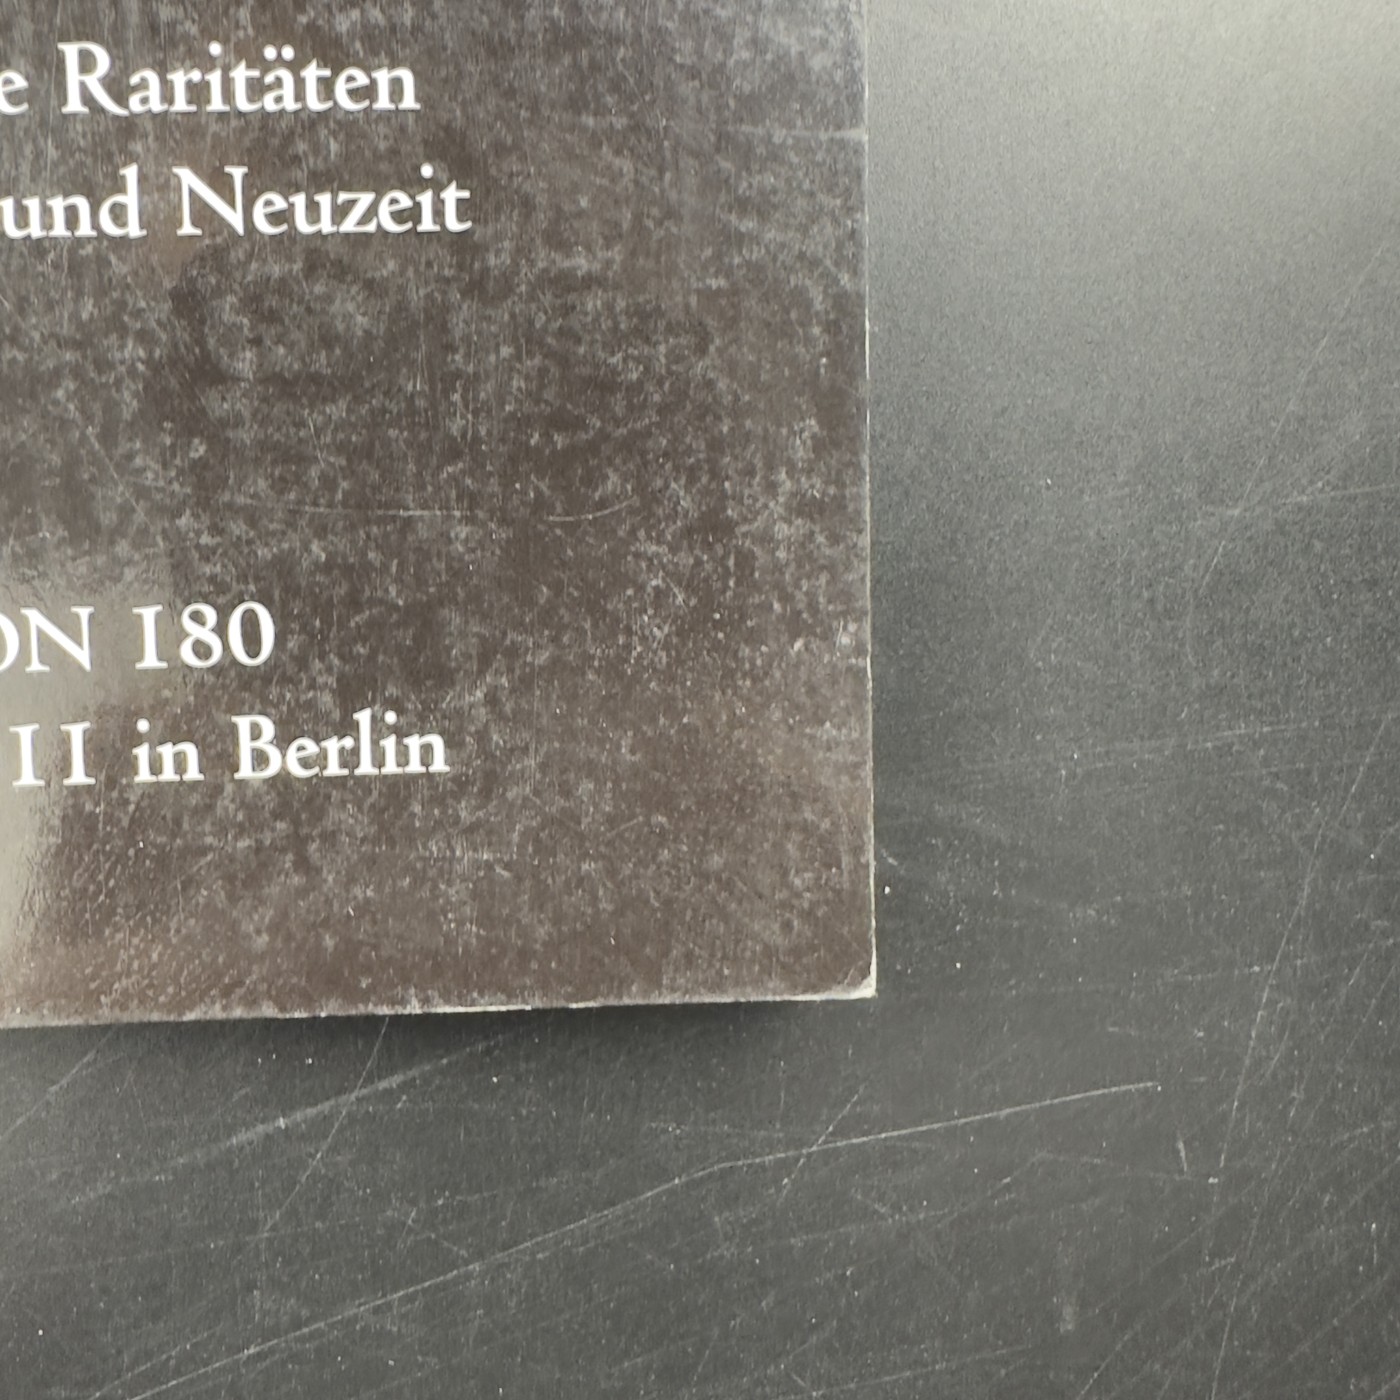 e Raritäten
und Neuzeit
ON 180
11 in Berlin